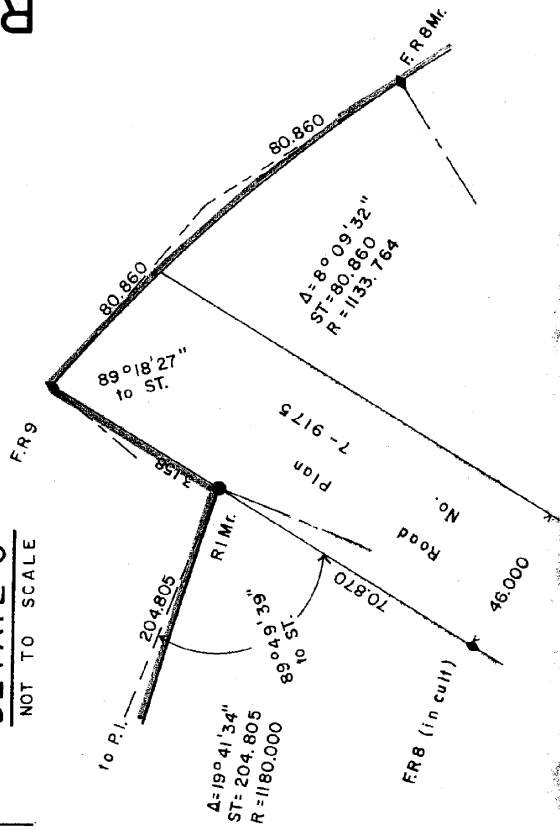 R
NOT TO SCALE
F.R 8 Mr.
80.860
80.860
F.R 9
89°18'27"
to ST.
Δ= 8° 09'32"
ST= 80.860
R = 1133.764
3.158
R I Mr.
204.805
to P.I.
89°49'39"
to ST.
70.870
Road
Plan
No.
7-9175
46.000
Δ=19°41'34"
ST= 204.805
R = 1180.000
F.R 8 (in cult)